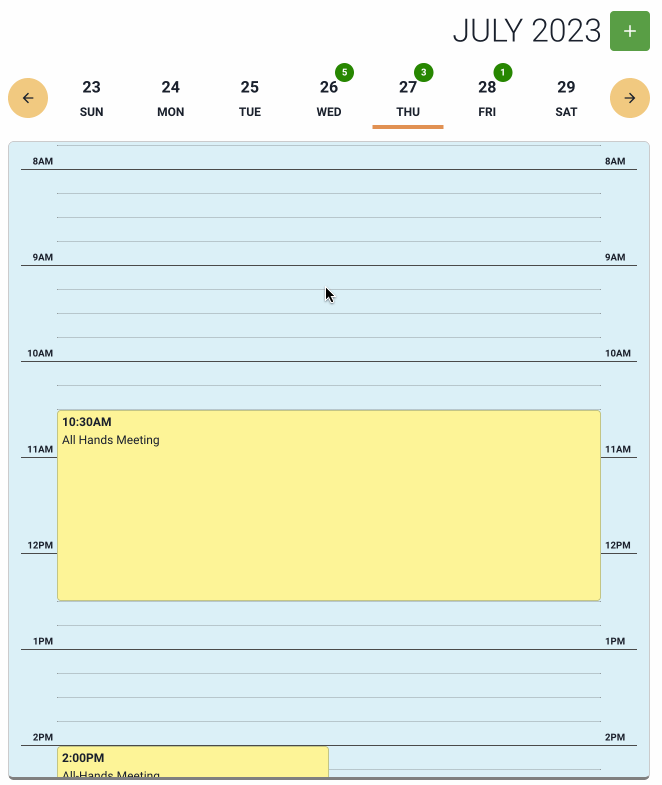 JULY 2023 +
5 3 1
← 23 24 25 26 27 28 29 →
SUN MON TUE WED THU FRI SAT
8AM 8AM
9AM 9AM
10AM 10AM
10:30AM
All Hands Meeting
11AM 11AM
12PM 12PM
1PM 1PM
2PM 2PM
2:00PM
All-Hands Meeting